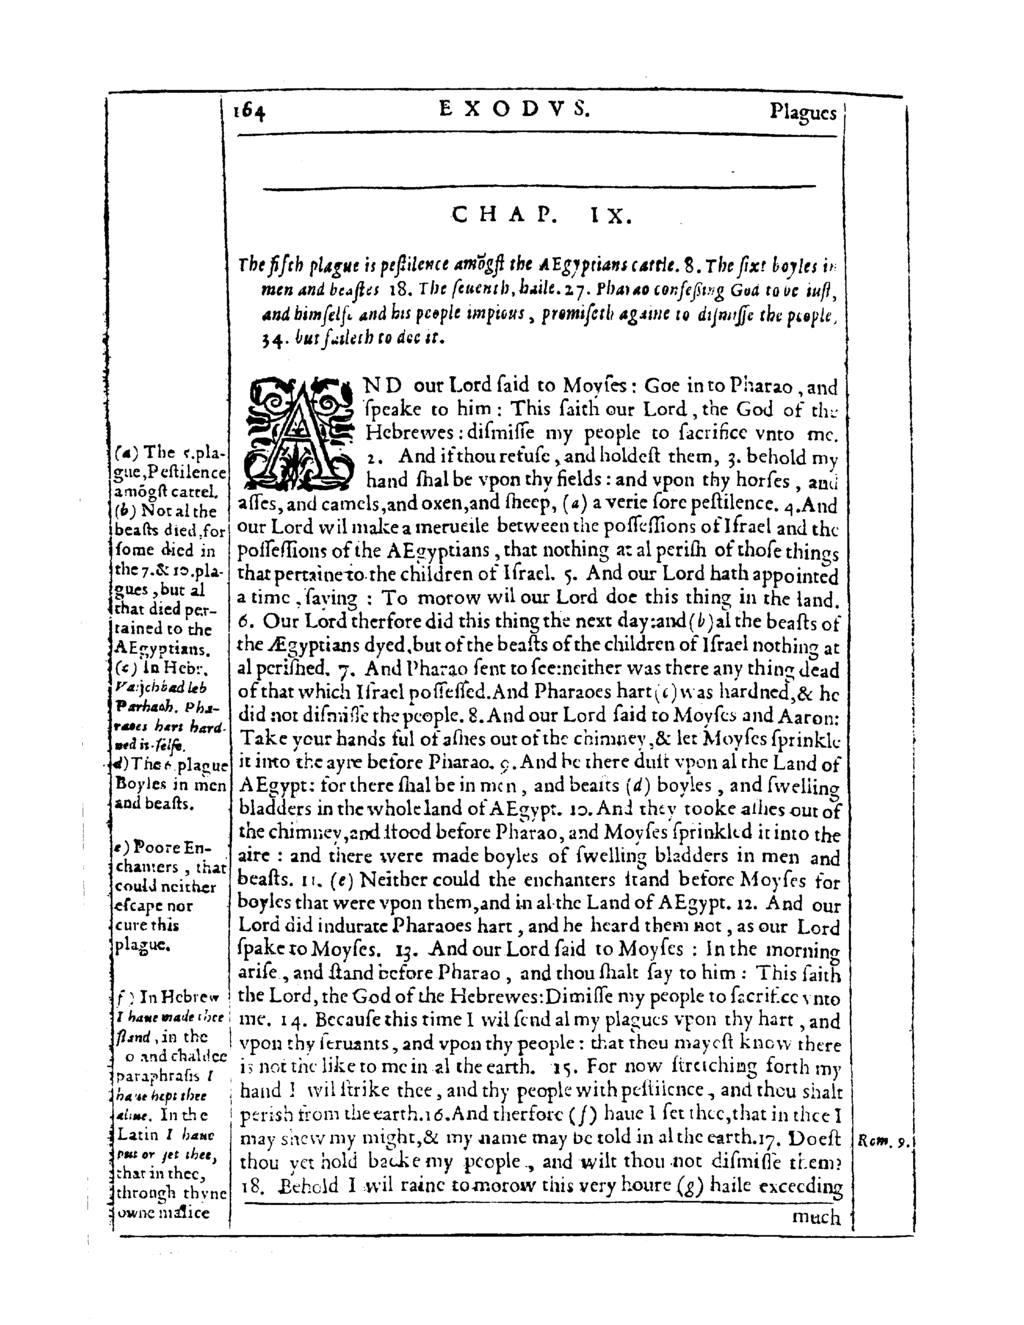 164 EXODVS. Plagues
CHAP. IX.
The fifth plague is peſtilence amõgſt the AEgyptians cattle. 8. The ſixt boyles in
men and beaſtes 18. The ſeuenth, haile. 27. Pharao confeſsing God to be iuſt,
and himſelfe and his people impious, promiſeth againe to diſmiſſe the people,
34. but faileth to doe it.
AND our Lord ſaid to Moyſes: Goe in to Pharao, and
ſpeake to him: This ſaith our Lord, the God of the
Hebrewes: diſmiſſe my people to ſacrifice vnto me.
2. And if thou refuſe, and holdeſt them, 3. behold my
hand ſhal be vpon thy fields: and vpon thy horſes, and
aſſes, and camels, and oxen, and ſheep, (a) a verie ſore peſtilence. 4. And
our Lord wil make a merueile between the poſſeſſions of Iſrael and the
poſſeſſions of the AEgyptians, that nothing at al periſh of thoſe things
that pertaine to the children of Iſrael. 5. And our Lord hath appointed
a time, ſaying: To morow wil our Lord doe this thing in the land.
6. Our Lord therfore did this thing the next day: and (b) al the beaſts of
the Ægyptians dyed, but of the beaſts of the children of Iſrael nothing at
al periſhed. 7. And Pharao ſent to ſee: neither was there any thing dead
of that which Iſrael poſſeſſed. And Pharaoes hart (c) was hardned, & he
did not diſmiſſe the people. 8. And our Lord ſaid to Moyſes and Aaron:
Take your hands ful of aſhes out of the chimney, & let Moyſes ſprinkle
it into the ayre before Pharao. 9. And be there duſt vpon al the Land of
AEgypt: for there ſhal be in men, and beaſts (d) boyles, and ſwelling
bladders in the whole land of AEgypt. 10. And they tooke aſhes out of
the chimney, and ſtood before Pharao, and Moyſes ſprinkled it into the
aire: and there were made boyles of ſwelling bladders in men and
beaſts. 11. (e) Neither could the enchanters ſtand before Moyſes for
boyles that were vpon them, and in al the Land of AEgypt. 12. And our
Lord did indurate Pharaoes hart, and he heard them not, as our Lord
ſpake to Moyſes. 13. And our Lord ſaid to Moyſes: In the morning
ariſe, and ſtand before Pharao, and thou ſhalt ſay to him: This ſaith
the Lord, the God of the Hebrewes: Dimiſſe my people to ſacrifice vnto
me. 14. Becauſe this time I wil ſend al my plagues vpon thy hart, and
vpon thy ſeruants, and vpon thy people: that thou mayeſt know there
is not the like to me in al the earth. 15. For now ſtretching forth my
hand I wil ſtrike thee, and thy people with peſtilence, and thou ſhalt
perish from the earth. 16. And therfore (f) haue I ſet thee, that in thee I
may shew my might, & my name may be told in al the earth. 17. Doeſt
thou yet hold backe my people, and wilt thou not diſmiſſe them?
18. Behold I wil raine to morow this very houre (g) haile exceeding
much
(a) The 5. pla-
gue, Peſtilence
amõgſt cattel.
(b) Not al the
beaſts died, for
ſome died in
the 7. & 10. pla-
gues, but al
that died per-
tained to the
AEgyptians.
(c) In Hebr.
Vaijchbad leb
Parhaoh. Pha-
raoes hart hard-
ned it-ſelfe.
d) The 6. plague
Boyles in men
and beaſts.
e) Poore En-
chanters, that
could neither
eſcape nor
cure this
plague.
f) In Hebrew
I haue made thee
ſtand, in the
o and chaldee
paraphraſis I
haue kept thee
aliue. In the
Latin I haue
put or ſet thee,
that in thee,
through thyne
owne malice
Rom. 9.